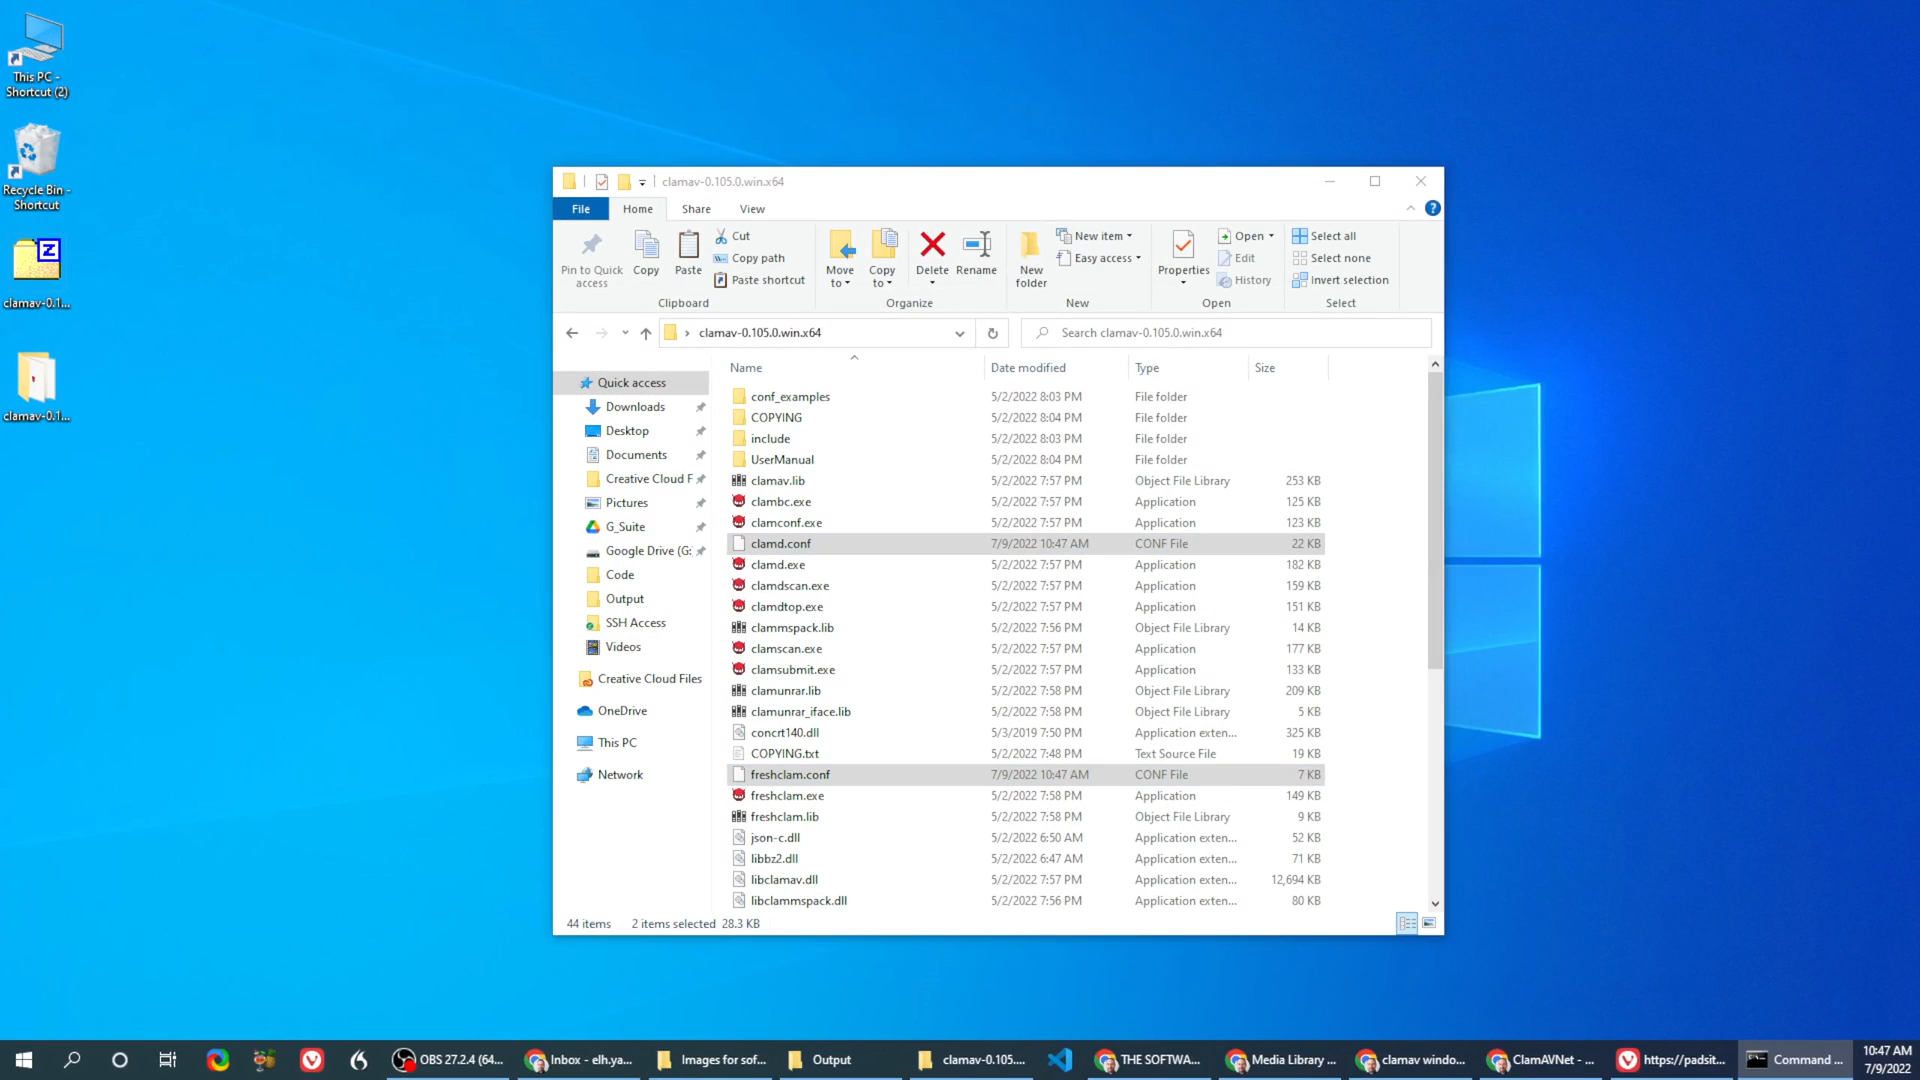 This PC -
Shortcut (2)
Recycle Bin -
Shortcut
clamav-0.1...
clamav-0.1...
clamav-0.105.0.win.x64
File
Home
Share
View
Pin to Quick
access
Copy
Paste
Cut
Copy path
Paste shortcut
Clipboard
Move
to
Copy
to
Delete
Rename
Organize
New
folder
New item
Easy access
New
Properties
Open
Edit
History
Open
Select all
Select none
Invert selection
Select
clamav-0.105.0.win.x64
Search clamav-0.105.0.win.x64
Quick access
Downloads
Desktop
Documents
Creative Cloud F
Pictures
G_Suite
Google Drive (G:
Code
Output
SSH Access
Videos
Creative Cloud Files
OneDrive
This PC
Network
Name Date modified Type Size
conf_examples 5/2/2022 8:03 PM File folder
COPYING 5/2/2022 8:04 PM File folder
include 5/2/2022 8:03 PM File folder
UserManual 5/2/2022 8:04 PM File folder
clamav.lib 5/2/2022 7:57 PM Object File Library 253 KB
clambc.exe 5/2/2022 7:57 PM Application 125 KB
clamconf.exe 5/2/2022 7:57 PM Application 123 KB
clamd.conf 7/9/2022 10:47 AM CONF File 22 KB
clamd.exe 5/2/2022 7:57 PM Application 182 KB
clamdscan.exe 5/2/2022 7:57 PM Application 159 KB
clamdtop.exe 5/2/2022 7:57 PM Application 151 KB
clammspack.lib 5/2/2022 7:56 PM Object File Library 14 KB
clamscan.exe 5/2/2022 7:57 PM Application 177 KB
clamsubmit.exe 5/2/2022 7:57 PM Application 133 KB
clamunrar.lib 5/2/2022 7:58 PM Object File Library 209 KB
clamunrar_iface.lib 5/2/2022 7:58 PM Object File Library 5 KB
concrt140.dll 5/3/2019 7:50 PM Application exten... 325 KB
COPYING.txt 5/2/2022 7:48 PM Text Source File 19 KB
freshclam.conf 7/9/2022 10:47 AM CONF File 7 KB
freshclam.exe 5/2/2022 7:58 PM Application 149 KB
freshclam.lib 5/2/2022 7:58 PM Object File Library 9 KB
json-c.dll 5/2/2022 6:50 AM Application exten... 52 KB
libbz2.dll 5/2/2022 6:47 AM Application exten... 71 KB
libclamav.dll 5/2/2022 7:57 PM Application exten... 12,694 KB
libclammspack.dll 5/2/2022 7:56 PM Application exten... 80 KB
44 items 2 items selected 28.3 KB
OBS 27.2.4 (64...
Inbox - elh.ya...
Images for sof...
Output
clamav-0.105....
THE SOFTWA...
Media Library ...
clamav windo...
ClamAVNet - ...
https://padsit...
Command ...
10:47 AM
7/9/2022